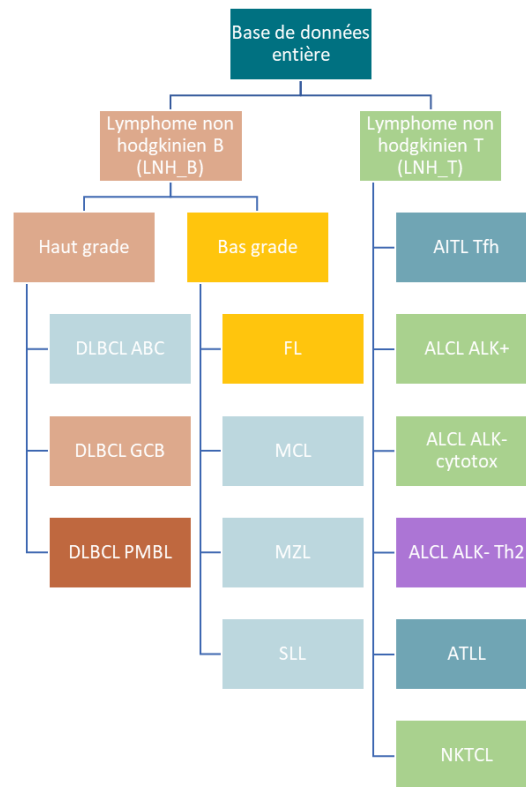 Base de données
entière
Lymphome non
hodgkinien B
(LNH_B)
Lymphome non
hodgkinien T
(LNH_T)
Haut grade
Bas grade
AITL Tfh
DLBCL ABC
FL
ALCL ALK+
DLBCL GCB
MCL
ALCL ALK-
cytotox
DLBCL PMBL
MZL
ALCL ALK- Th2
SLL
ATLL
NKTCL